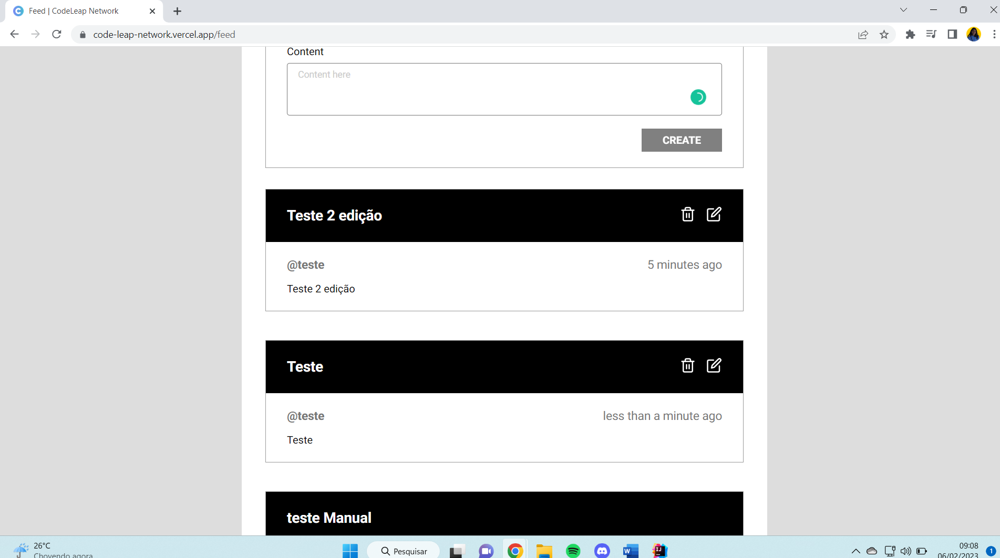 Feed | CodeLeap Network
code-leap-network.vercel.app/feed
Content
Content here
CREATE
Teste 2 edição
@teste
5 minutes ago
Teste 2 edição
Teste
@teste
less than a minute ago
Teste
teste Manual
26°C
Chovendo agora
Pesquisar
W
IJ
09:08
06/02/2023
1